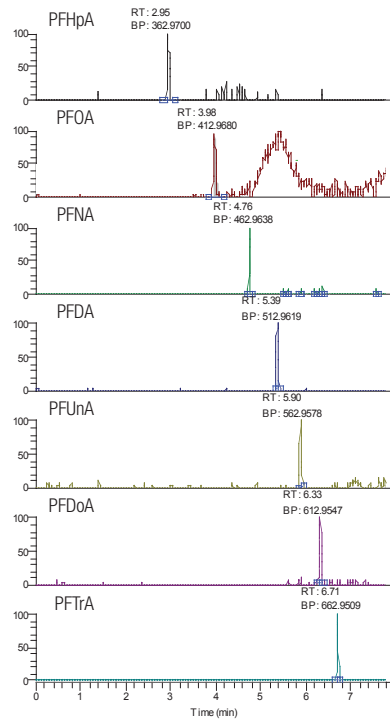 PFHpA
RT: 2.95
BP: 362.9700
100
50
0
PFOA
RT: 3.98
BP: 412.9680
100
50
0
PFNA
RT: 4.76
BP: 462.9638
100
50
0
PFDA
RT: 5.39
BP: 512.9619
100
50
0
PFUnA
RT: 5.90
BP: 562.9578
100
50
0
PFDoA
RT: 6.33
BP: 612.9547
100
50
0
PFTrA
RT: 6.71
BP: 662.9509
100
50
0
0 1 2 3 4 5 6 7
Time (min)